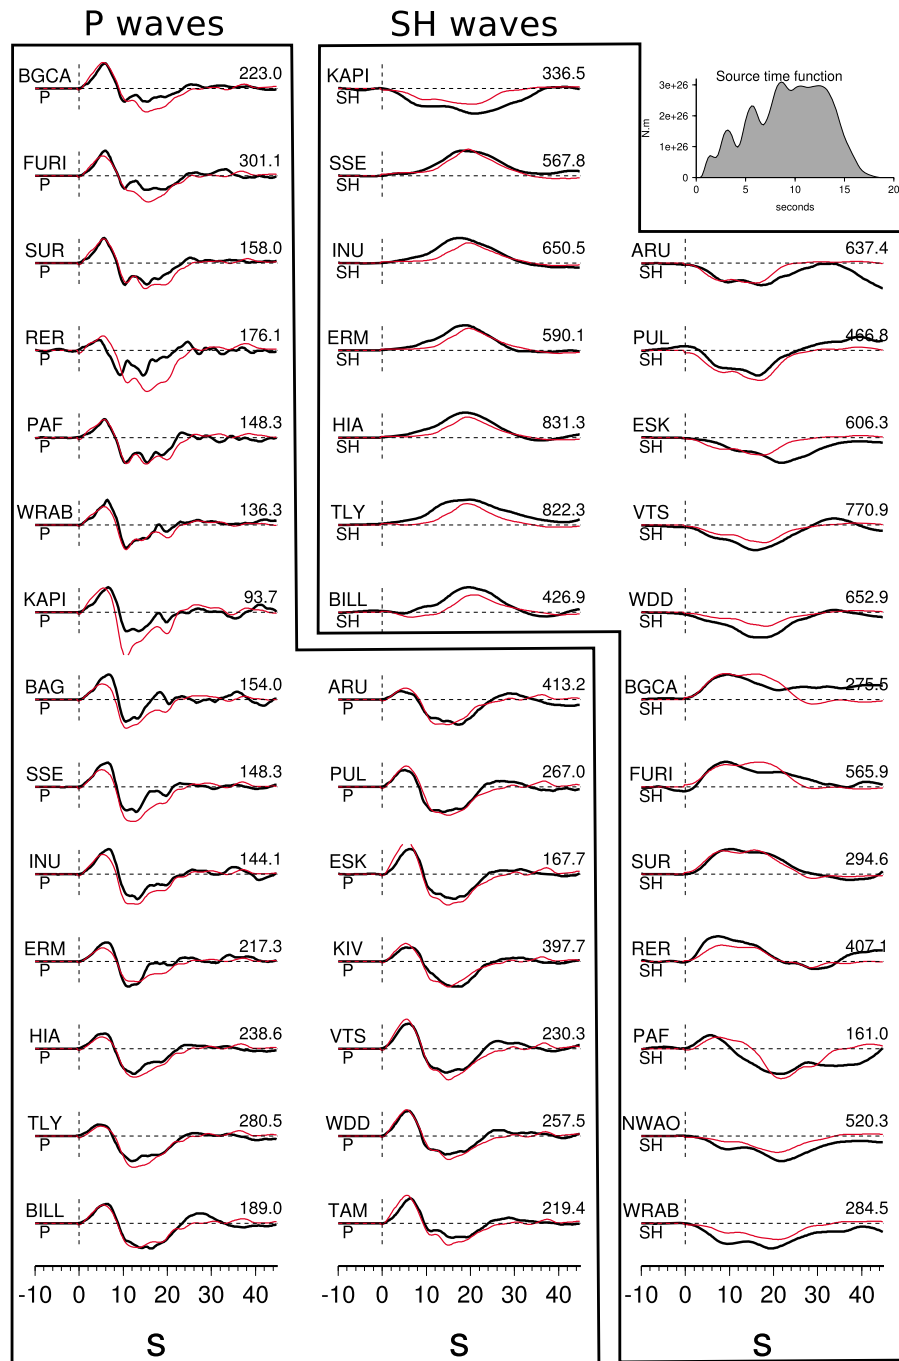 P waves
SH waves
BGCA 223.0
P
FURI 301.1
P
SUR 158.0
P
RER 176.1
P
PAF 148.3
P
WRAB 136.3
P
KAPI 93.7
P
BAG 154.0
P
SSE 148.3
P
INU 144.1
P
ERM 217.3
P
HIA 238.6
P
TLY 280.5
P
BILL 189.0
P
-10 0 10 20 30 40
s
KAPI 336.5
SH
SSE 567.8
SH
INU 650.5
SH
ERM 590.1
SH
HIA 831.3
SH
TLY 822.3
SH
BILL 426.9
SH
ARU 413.2
P
PUL 267.0
P
ESK 167.7
P
KIV 397.7
P
VTS 230.3
P
WDD 257.5
P
TAM 219.4
P
-10 0 10 20 30 40
s
Source time function
3e+26
2e+26
1e+26
0
N.m
0 5 10 15 20
seconds
ARU 637.4
SH
PUL 466.8
SH
ESK 606.3
SH
VTS 770.9
SH
WDD 652.9
SH
BGCA 275.5
SH
FURI 565.9
SH
SUR 294.6
SH
RER 407.1
SH
PAF 161.0
SH
NWAO 520.3
SH
WRAB 284.5
SH
-10 0 10 20 30 40
s